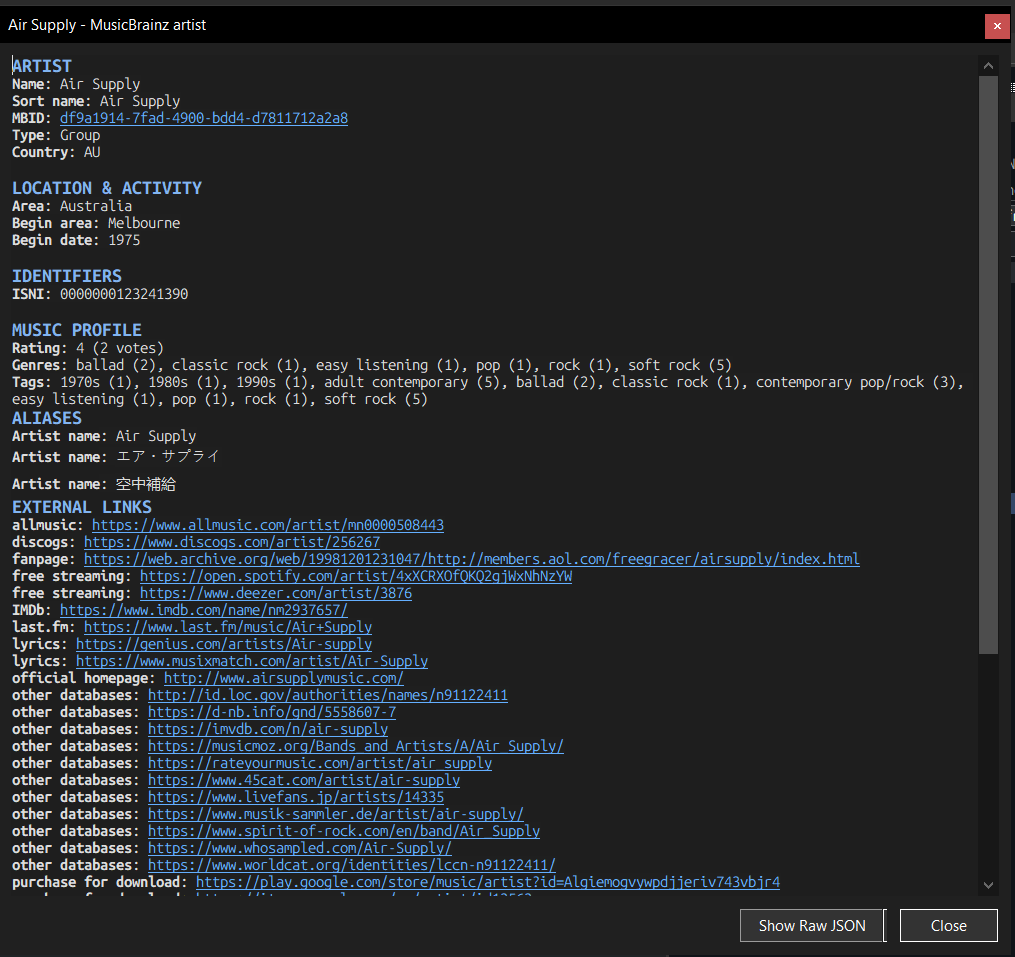 Air Supply - MusicBrainz artist
ARTIST
Name: Air Supply
Sort name: Air Supply
MBID: df9a1914-7fad-4900-bdd4-d7811712a2a8
Type: Group
Country: AU
LOCATION & ACTIVITY
Area: Australia
Begin area: Melbourne
Begin date: 1975
IDENTIFIERS
ISNI: 0000000123241390
MUSIC PROFILE
Rating: 4 (2 votes)
Genres: ballad (2), classic rock (1), easy listening (1), pop (1), rock (1), soft rock (5)
Tags: 1970s (1), 1980s (1), 1990s (1), adult contemporary (5), ballad (2), classic rock (1), contemporary pop/rock (3),
easy listening (1), pop (1), rock (1), soft rock (5)
ALIASES
Artist name: Air Supply
Artist name: エア・サプライ
Artist name: 空中補給
EXTERNAL LINKS
allmusic: https://www.allmusic.com/artist/mn0000508443
discogs: https://www.discogs.com/artist/256267
fanpage: https://web.archive.org/web/19981201231047/http://members.aol.com/freegracer/airsupply/index.html
free streaming: https://open.spotify.com/artist/4xXCRXOfQKQ2gjWxNhNzYW
free streaming: https://www.deezer.com/artist/3876
IMDb: https://www.imdb.com/name/nm2937657/
last.fm: https://www.last.fm/music/Air+Supply
lyrics: https://genius.com/artists/Air-supply
lyrics: https://www.musixmatch.com/artist/Air-Supply
official homepage: http://www.airsupplymusic.com/
other databases: http://id.loc.gov/authorities/names/n91122411
other databases: https://d-nb.info/gnd/5558607-7
other databases: https://imvdb.com/n/air-supply
other databases: https://musicmoz.org/Bands_and_Artists/A/Air_Supply/
other databases: https://rateyourmusic.com/artist/air_supply
other databases: https://www.45cat.com/artist/air-supply
other databases: https://www.livefans.jp/artists/14335
other databases: https://www.musik-sammler.de/artist/air-supply/
other databases: https://www.spirit-of-rock.com/en/band/Air_Supply
other databases: https://www.whosampled.com/Air-Supply/
other databases: https://www.worldcat.org/identities/lccn-n91122411/
purchase for download: https://play.google.com/store/music/artist?id=Algiemogvywpdjjeriv743vbjr4
Show Raw JSON
Close